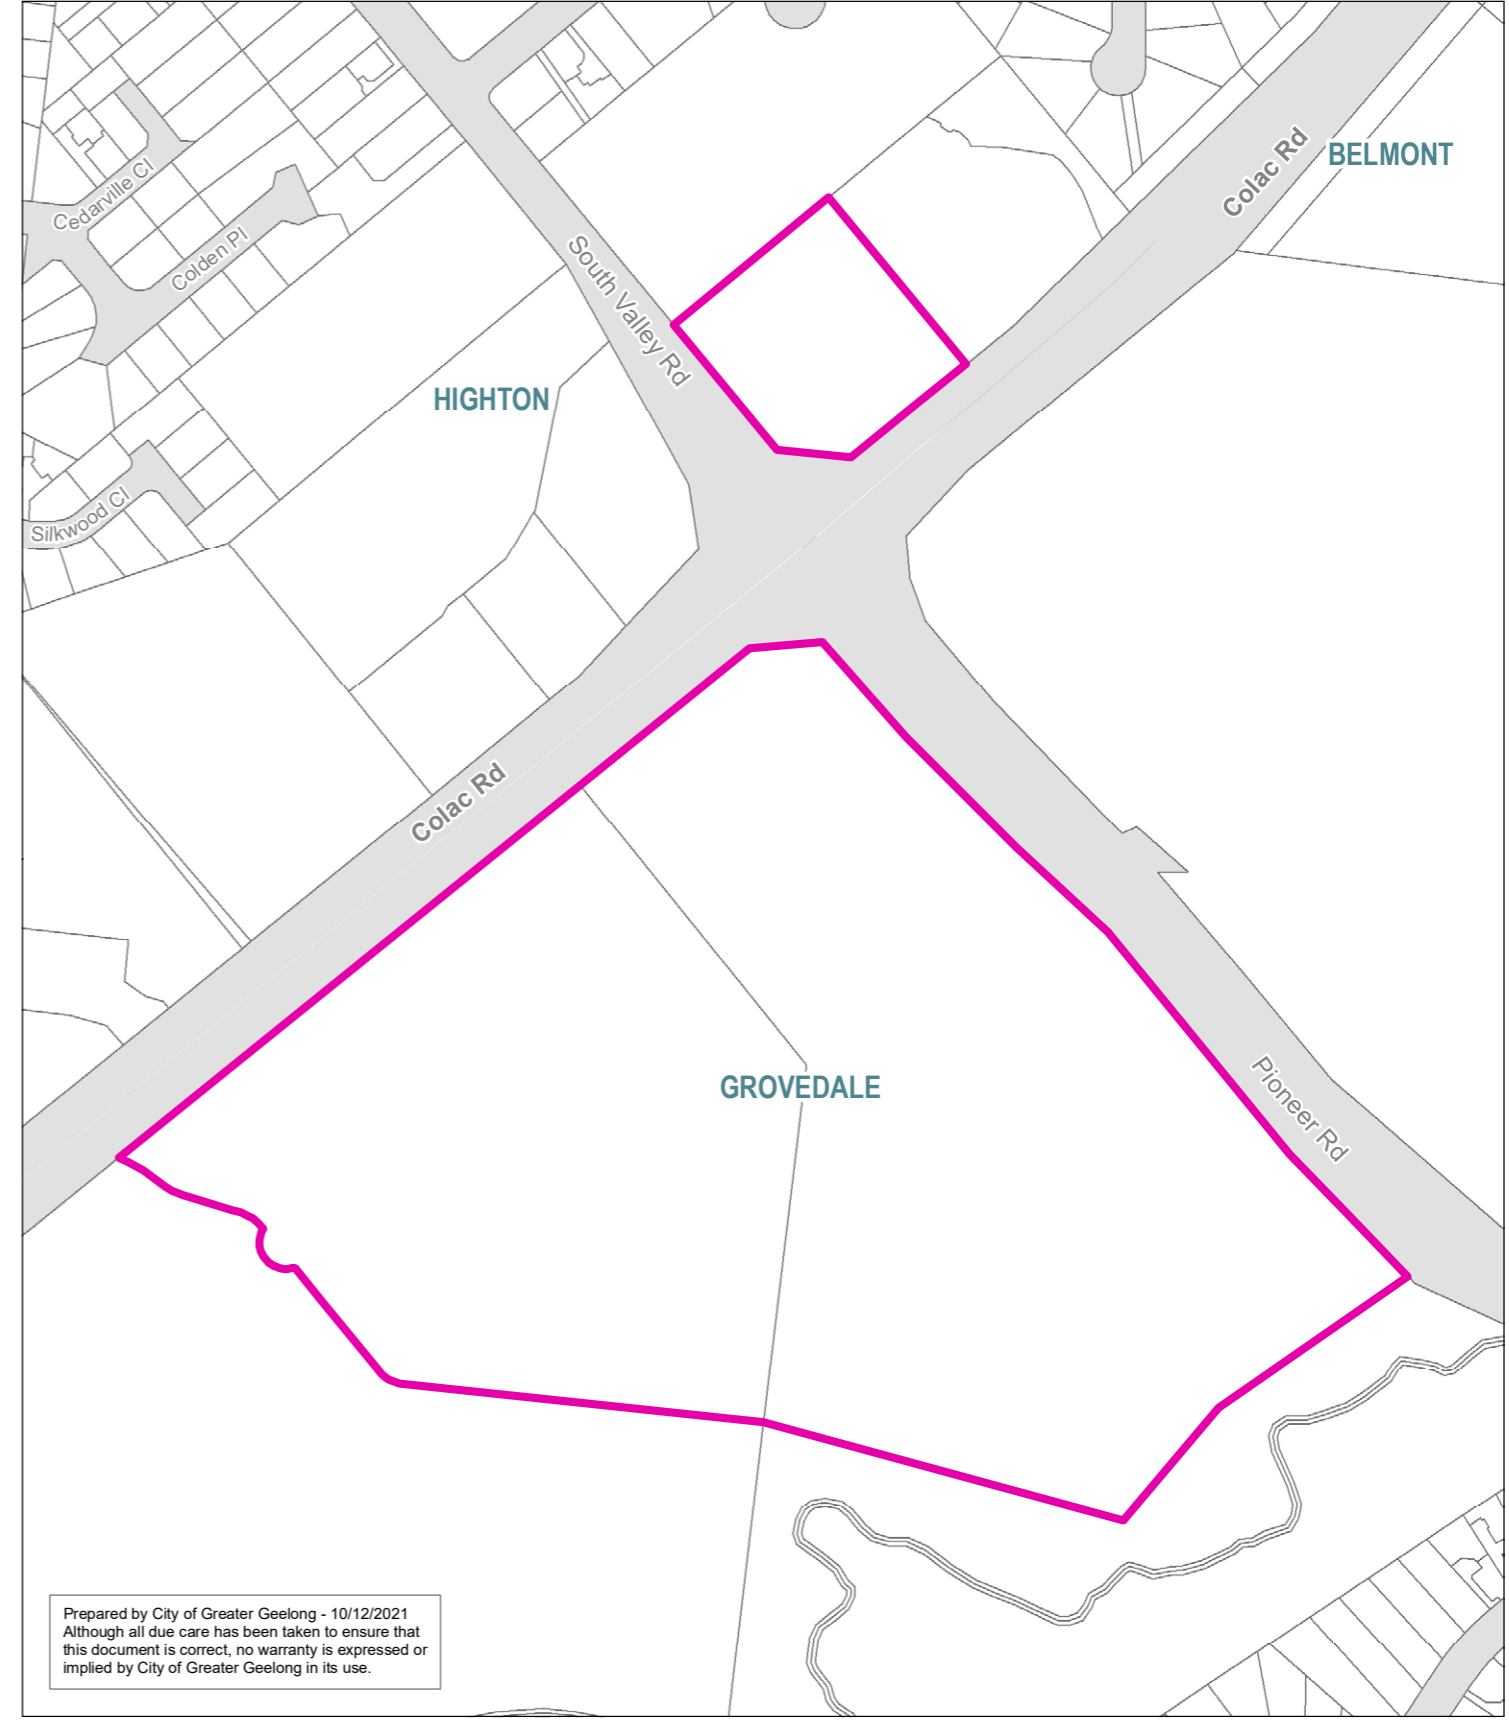 Colac Rd
BELMONT
Cedarville Cl
Colden Pl
South Valley Rd
HIGHTON
Silkwood Cl
Colac Rd
GROVEDALE
Pioneer Rd
Prepared by City of Greater Geelong - 10/12/2021
Although all due care has been taken to ensure that
this document is correct, no warranty is expressed or
implied by City of Greater Geelong in its use.